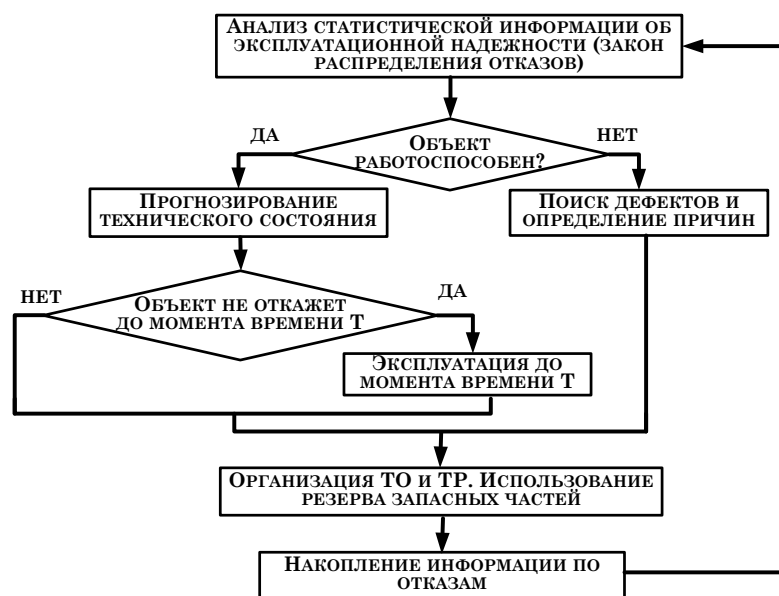 Анализ статистической информации об
эксплуатационной надежности (закон
распределения отказов)
ДА
НЕТ
Объект
работоспособен?
Прогнозирование
технического состояния
Поиск дефектов и
определение причин
НЕТ
ДА
Объект не откажет
до момента времени Т
Эксплуатация до
момента времени Т
Организация ТО и ТР. Использование
резерва запасных частей
Накопление информации по
отказам